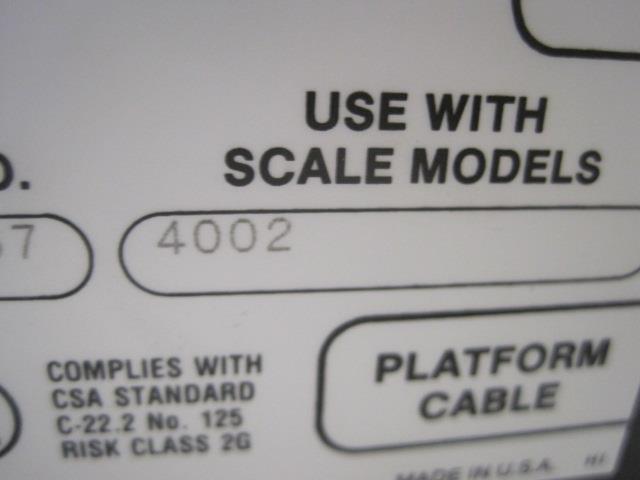 USE WITH
SCALE MODELS
O.
57 4002
COMPLIES WITH
CSA STANDARD
C-22.2 No. 125
RISK CLASS 2G
PLATFORM
CABLE
MADE IN U.S.A.